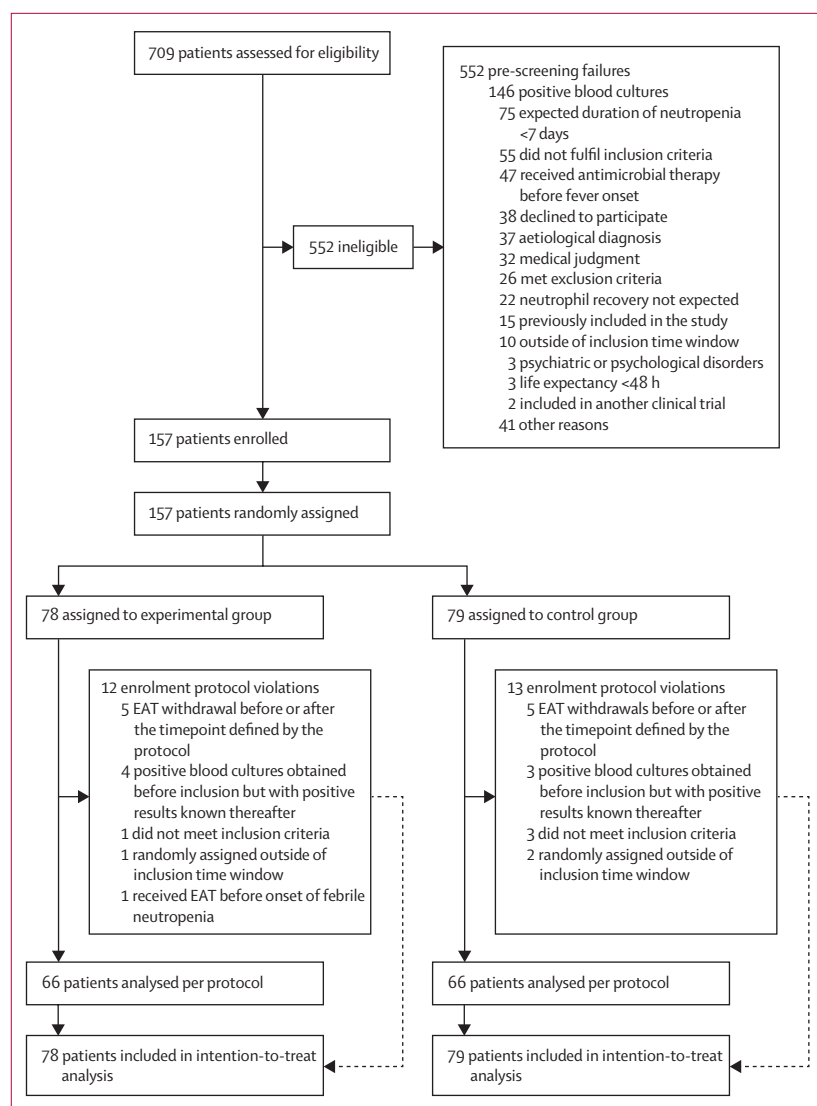 709 patients assessed for eligibility
552 pre-screening failures
146 positive blood cultures
75 expected duration of neutropenia
<7 days
55 did not fulfil inclusion criteria
47 received antimicrobial therapy
before fever onset
38 declined to participate
37 aetiological diagnosis
32 medical judgment
26 met exclusion criteria
22 neutrophil recovery not expected
15 previously included in the study
10 outside of inclusion time window
3 psychiatric or psychological disorders
3 life expectancy <48 h
2 included in another clinical trial
41 other reasons
552 ineligible
157 patients enrolled
157 patients randomly assigned
78 assigned to experimental group
79 assigned to control group
12 enrolment protocol violations
5 EAT withdrawal before or after
the timepoint defined by the
protocol
4 positive blood cultures obtained
before inclusion but with positive
results known thereafter
1 did not meet inclusion criteria
1 randomly assigned outside of
inclusion time window
1 received EAT before onset of febrile
neutropenia
13 enrolment protocol violations
5 EAT withdrawals before or after
the timepoint defined by the
protocol
3 positive blood cultures obtained
before inclusion but with positive
results known thereafter
3 did not meet inclusion criteria
2 randomly assigned outside of
inclusion time window
66 patients analysed per protocol
66 patients analysed per protocol
78 patients included in intention-to-treat
analysis
79 patients included in intention-to-treat
analysis